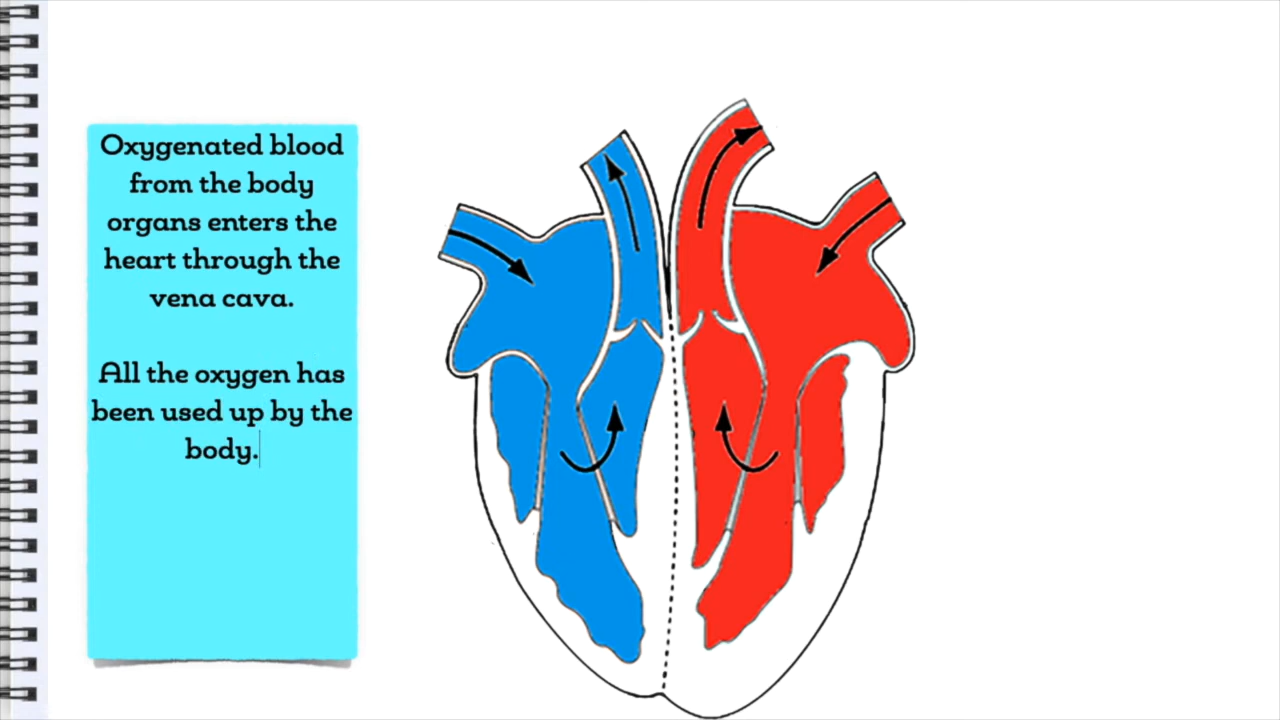 Oxygenated blood
from the body
organs enters the
heart through the
vena cava.
All the oxygen has
been used up by the
body.